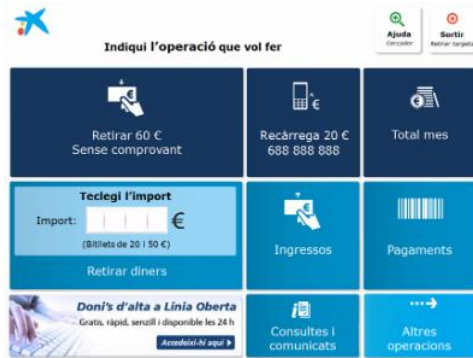 Indiqui l'operació que vol fer
Ajuda
Cercador
Sortir
Retirar targeta
Retirar 60 €
Sense comprovant
Recàrrega 20 €
688 888 888
Total mes
Teclegi l'import
Import:
€
(Bitllets de 20 i 50 €)
Retirar diners
Ingressos
Pagaments
Doni's d'alta a Línia Oberta
Gratis, ràpid, senzill i disponible les 24 h
Accedeixi-hi aquí
Consultes i
comunicats
Altres
operacions